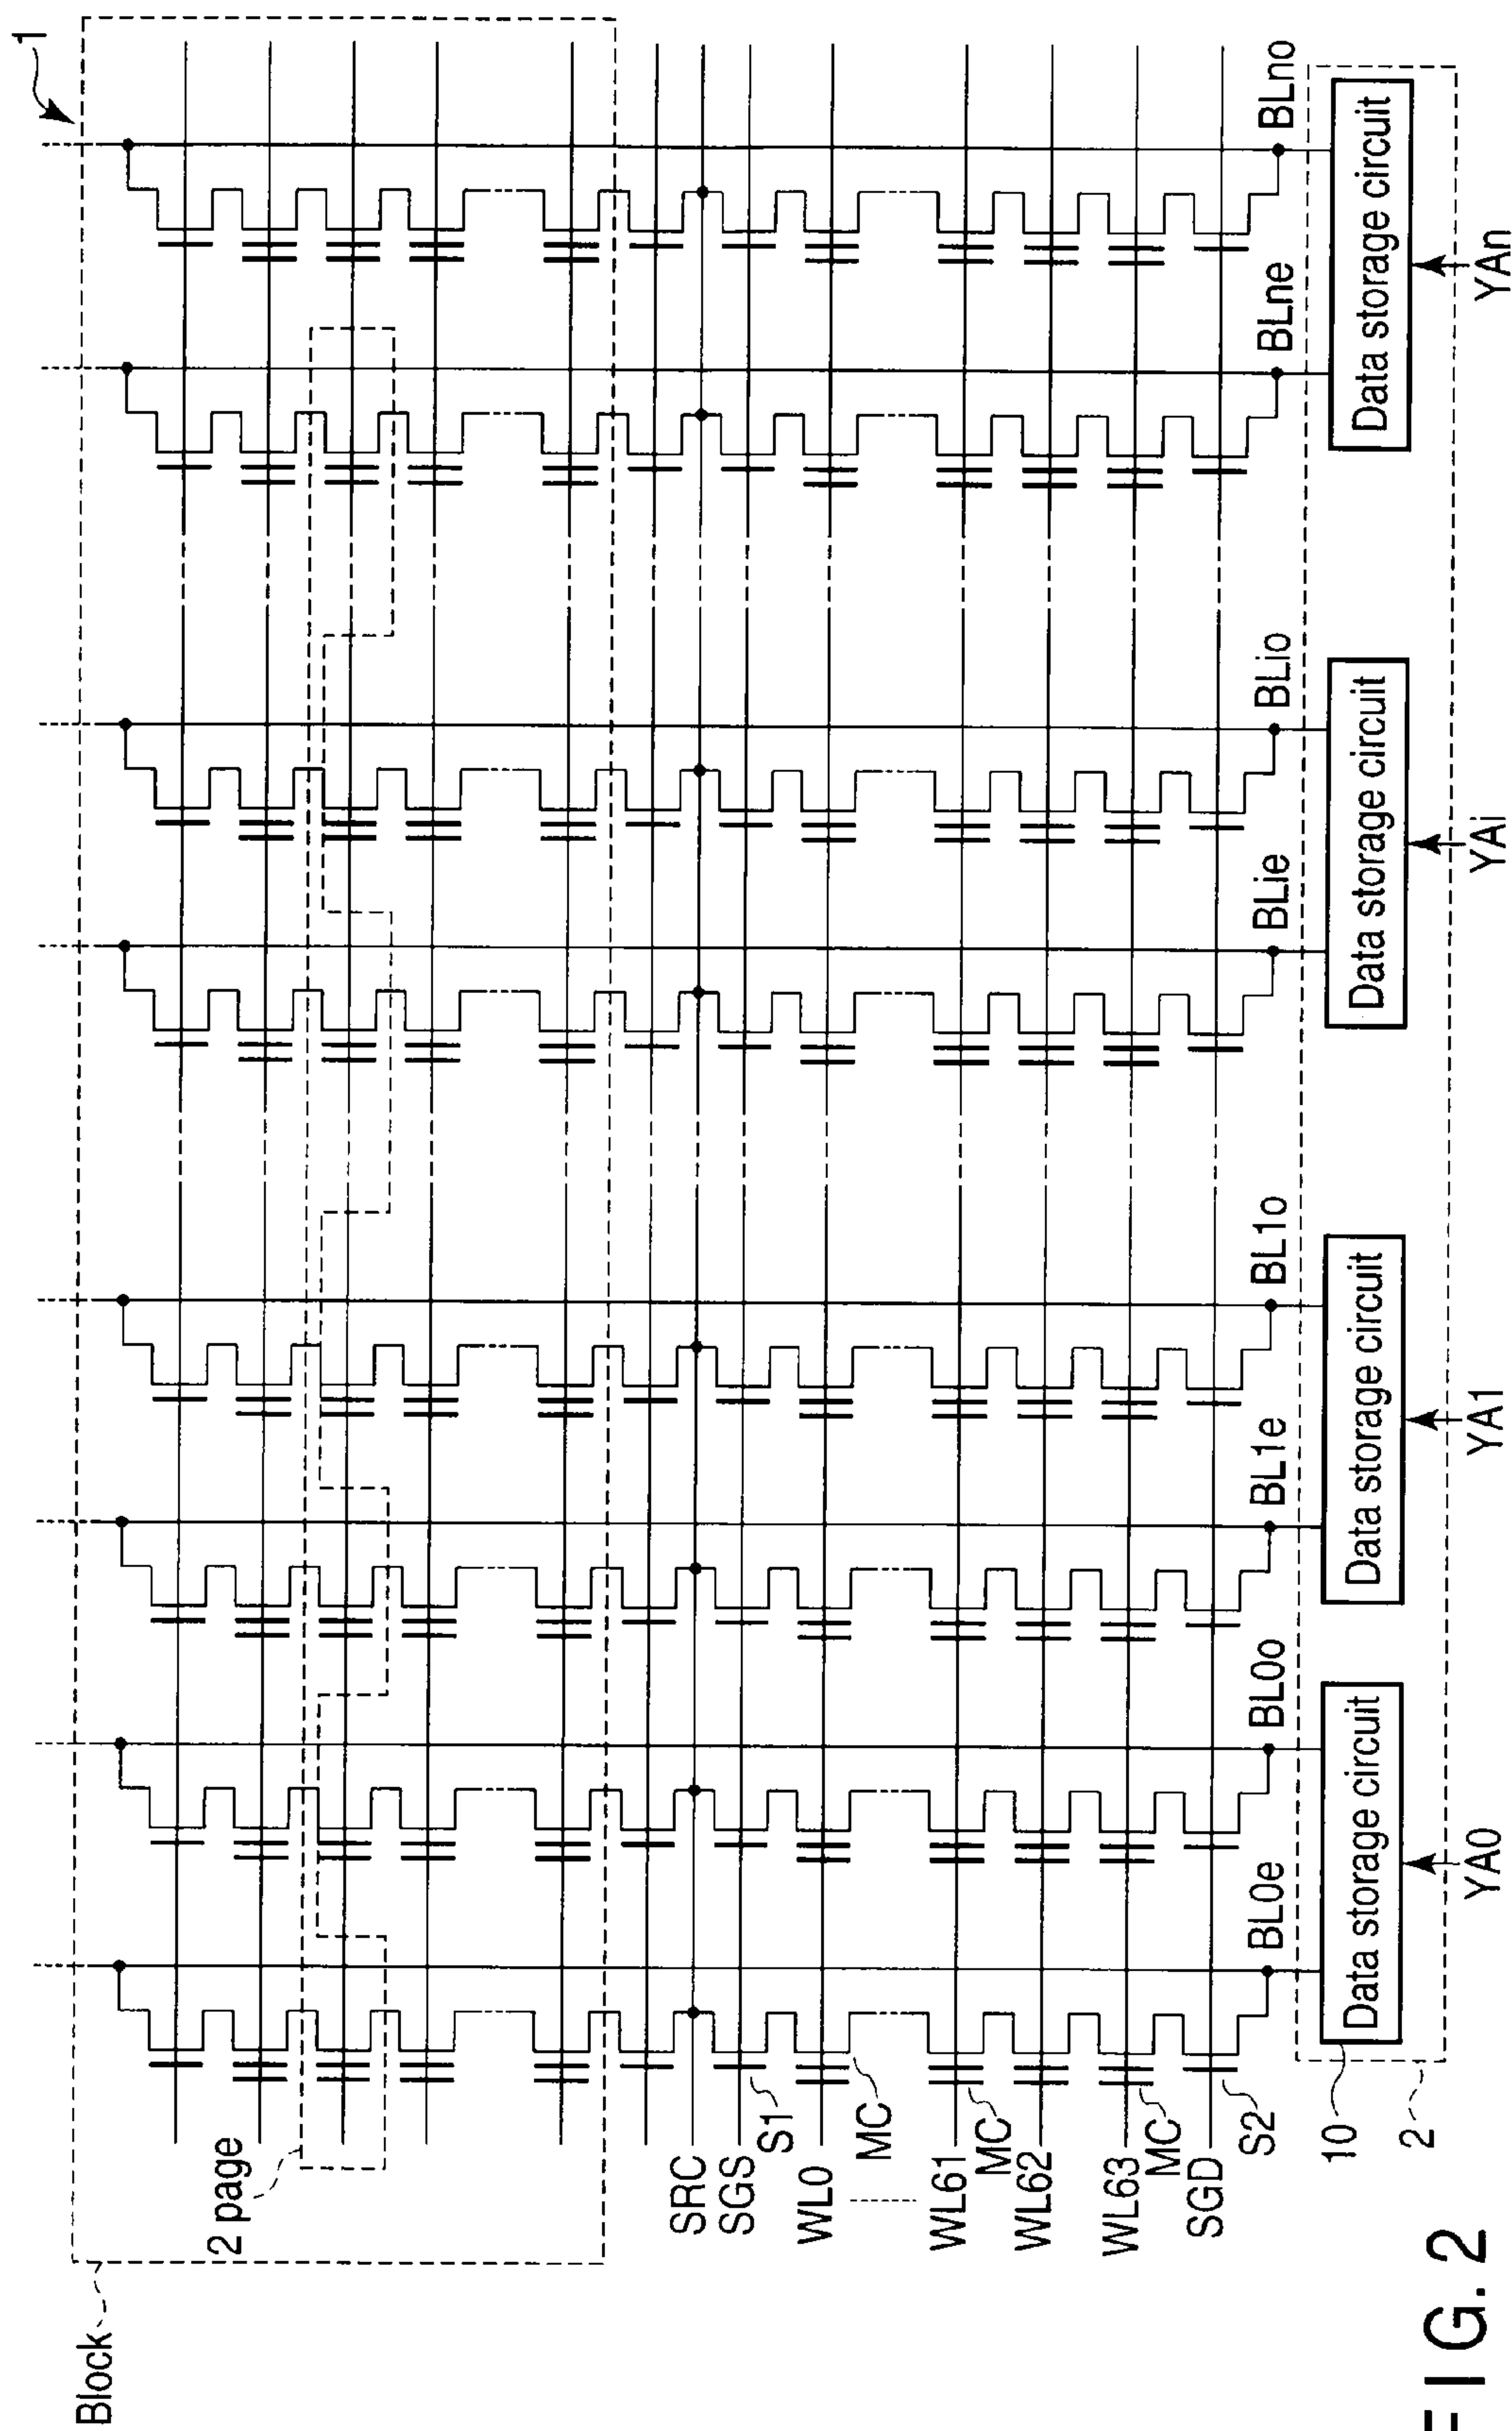 1
Block
2 page
SRC
SGS
S1
WL0
MC
WL61
MC
WL62
WL63
MC
SGD
S2
BL0e
BL0o
BL1e
BL1o
BLie
BLio
BLne
BLno
10
Data storage circuit
Data storage circuit
Data storage circuit
Data storage circuit
2
YA0
YA1
YAi
YAn
FIG. 2